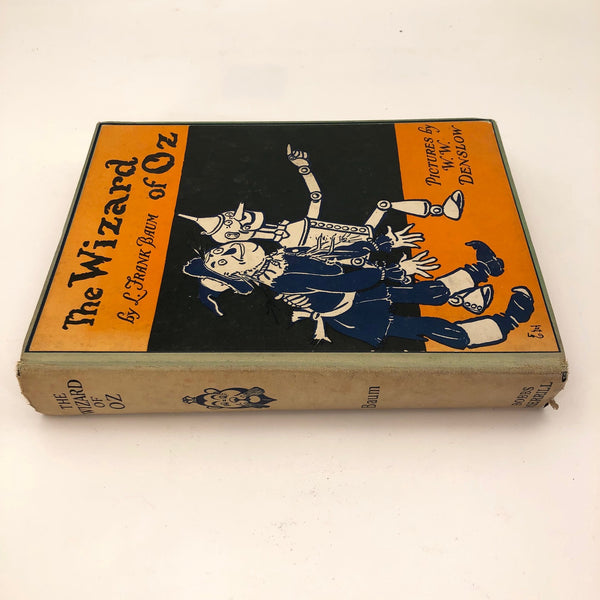 The Wizard
of Oz
by L. Frank Baum
Pictures by
W.W.
Denslow
THE
WIZARD
OF
OZ
Baum
BOBBS
MERRILL